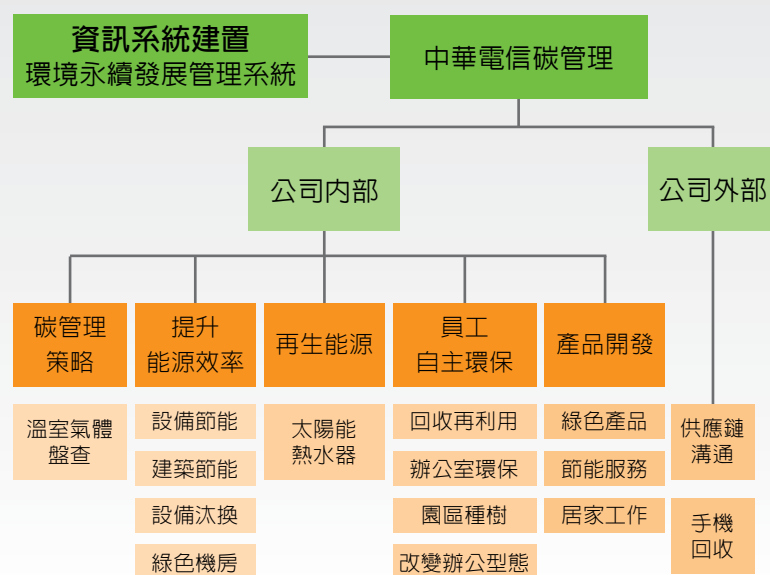 資訊系統建置
環境永續發展管理系統
中華電信碳管理
公司內部
公司外部
碳管理
策略
提升
能源效率
再生能源
員工
自主環保
產品開發
溫室氣體
盤查
設備節能
建築節能
設備汰換
綠色機房
太陽能
熱水器
回收再利用
辦公室環保
園區種樹
改變辦公型態
綠色產品
節能服務
居家工作
供應鏈
溝通
手機
回收